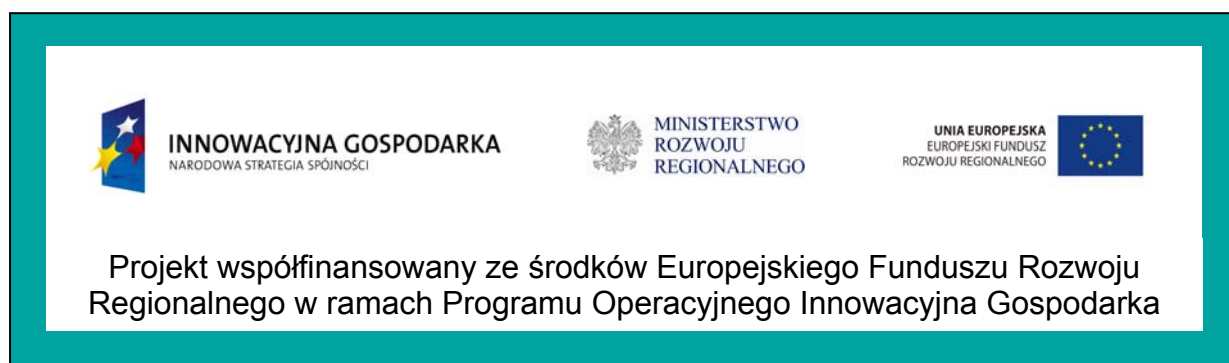 INNOWACYJNA GOSPODARKA
NARODOWA STRATEGIA SPÓJNOŚCI
MINISTERSTWO
ROZWOJU
REGIONALNEGO
UNIA EUROPEJSKA
EUROPEJSKI FUNDUSZ
ROZWOJU REGIONALNEGO
Projekt współfinansowany ze środków Europejskiego Funduszu Rozwoju
Regionalnego w ramach Programu Operacyjnego Innowacyjna Gospodarka